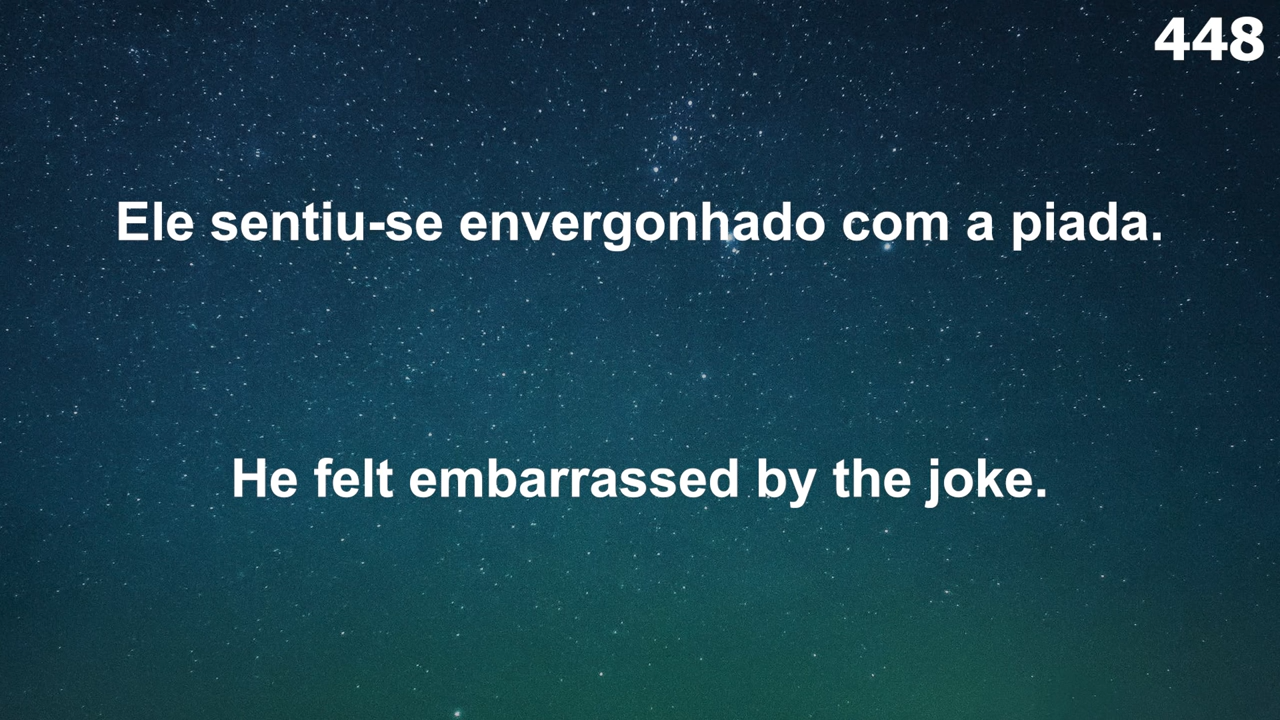 448
Ele sentiu-se envergonhado com a piada.
He felt embarrassed by the joke.